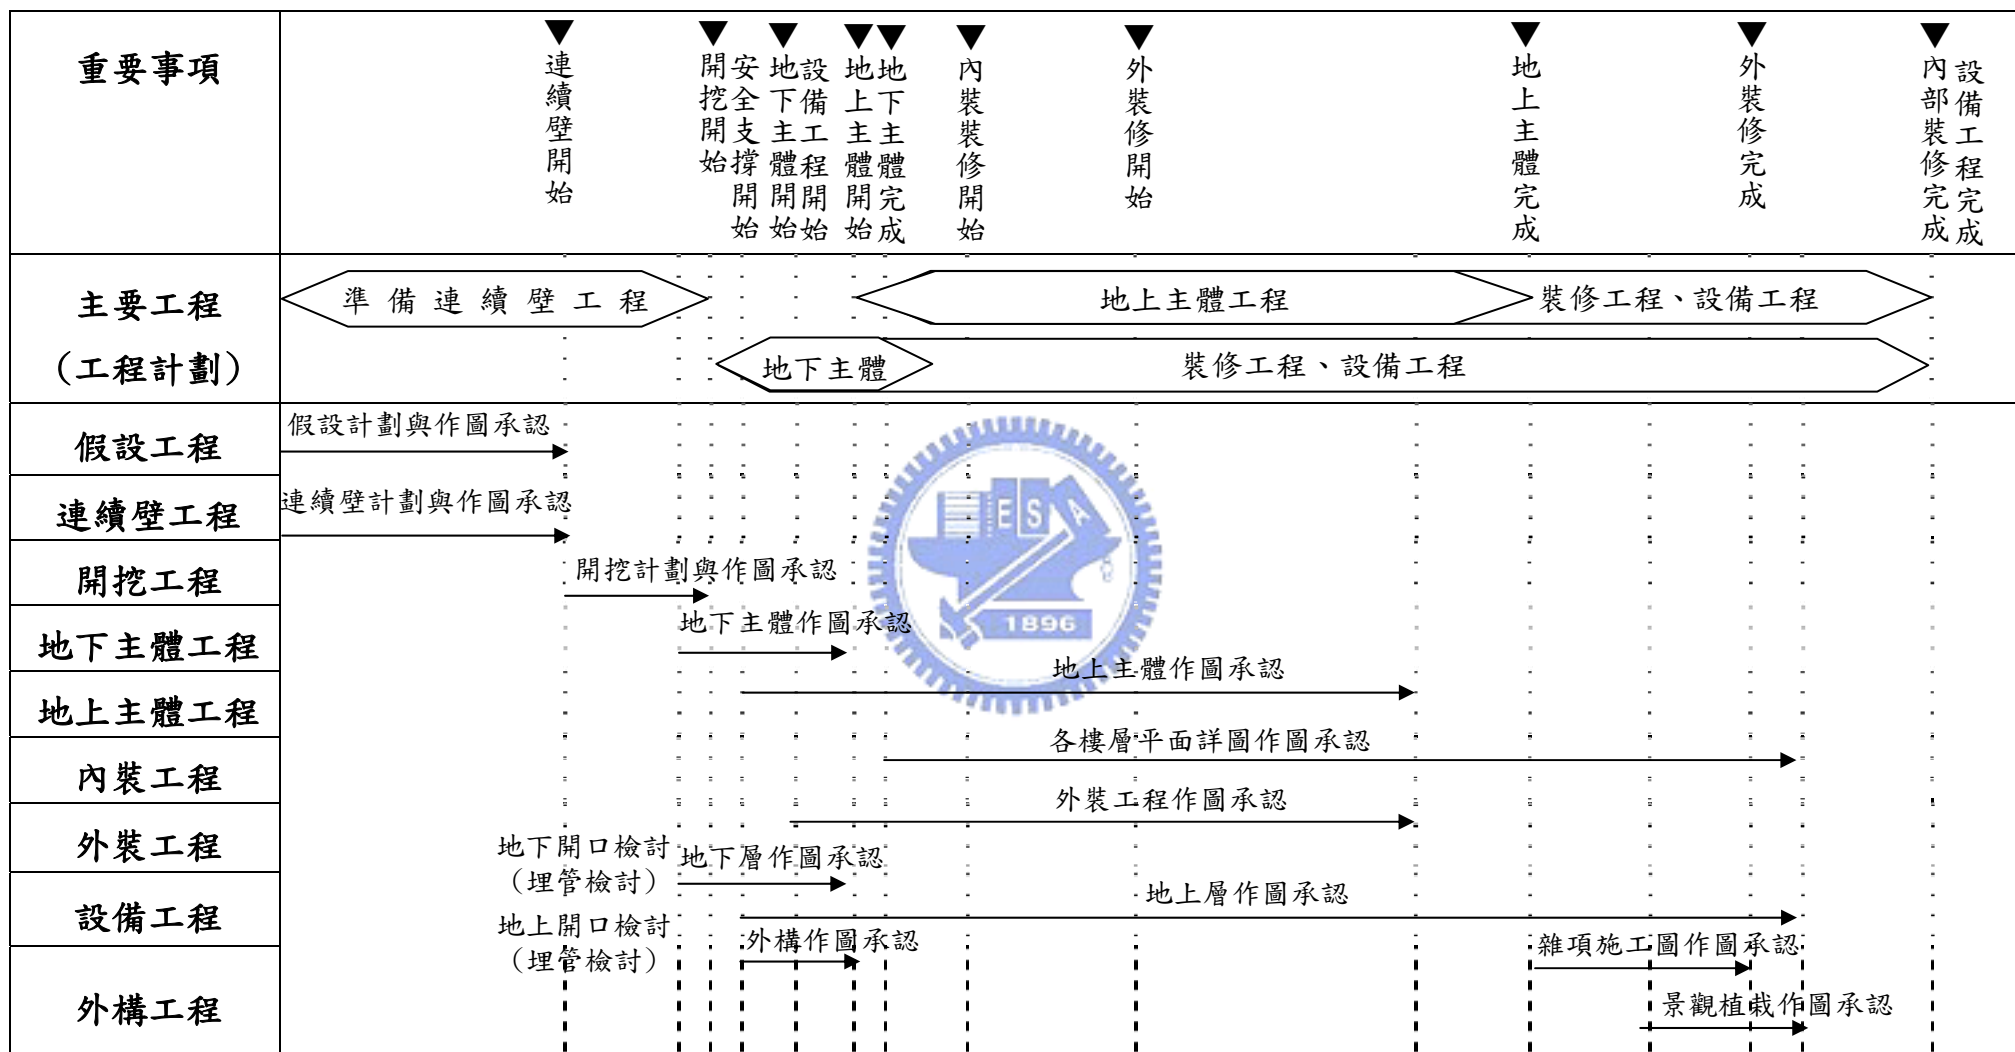 重要事項
連續壁開始
開挖開始
安全支撐開始
地下主體開始
設備工程開始
地上主體開始
地下主體完成
內裝裝修開始
外裝修開始
地上主體完成
外裝修完成
內部裝修完成
設備工程完成
主要工程
(工程計劃)
準備連續壁工程
地上主體工程
裝修工程、設備工程
地下主體
裝修工程、設備工程
假設工程
假設計劃與作圖承認
連續壁工程
連續壁計劃與作圖承認
開挖工程
開挖計劃與作圖承認
地下主體工程
地下主體作圖承認
地上主體工程
地上主體作圖承認
內裝工程
各樓層平面詳圖作圖承認
外裝工程
外裝工程作圖承認
地下開口檢討
(埋管檢討)
地下層作圖承認
設備工程
地上層作圖承認
地上開口檢討
(埋管檢討)
外構作圖承認
雜項施工圖作圖承認
外構工程
景觀植栽作圖承認
E S A
1896